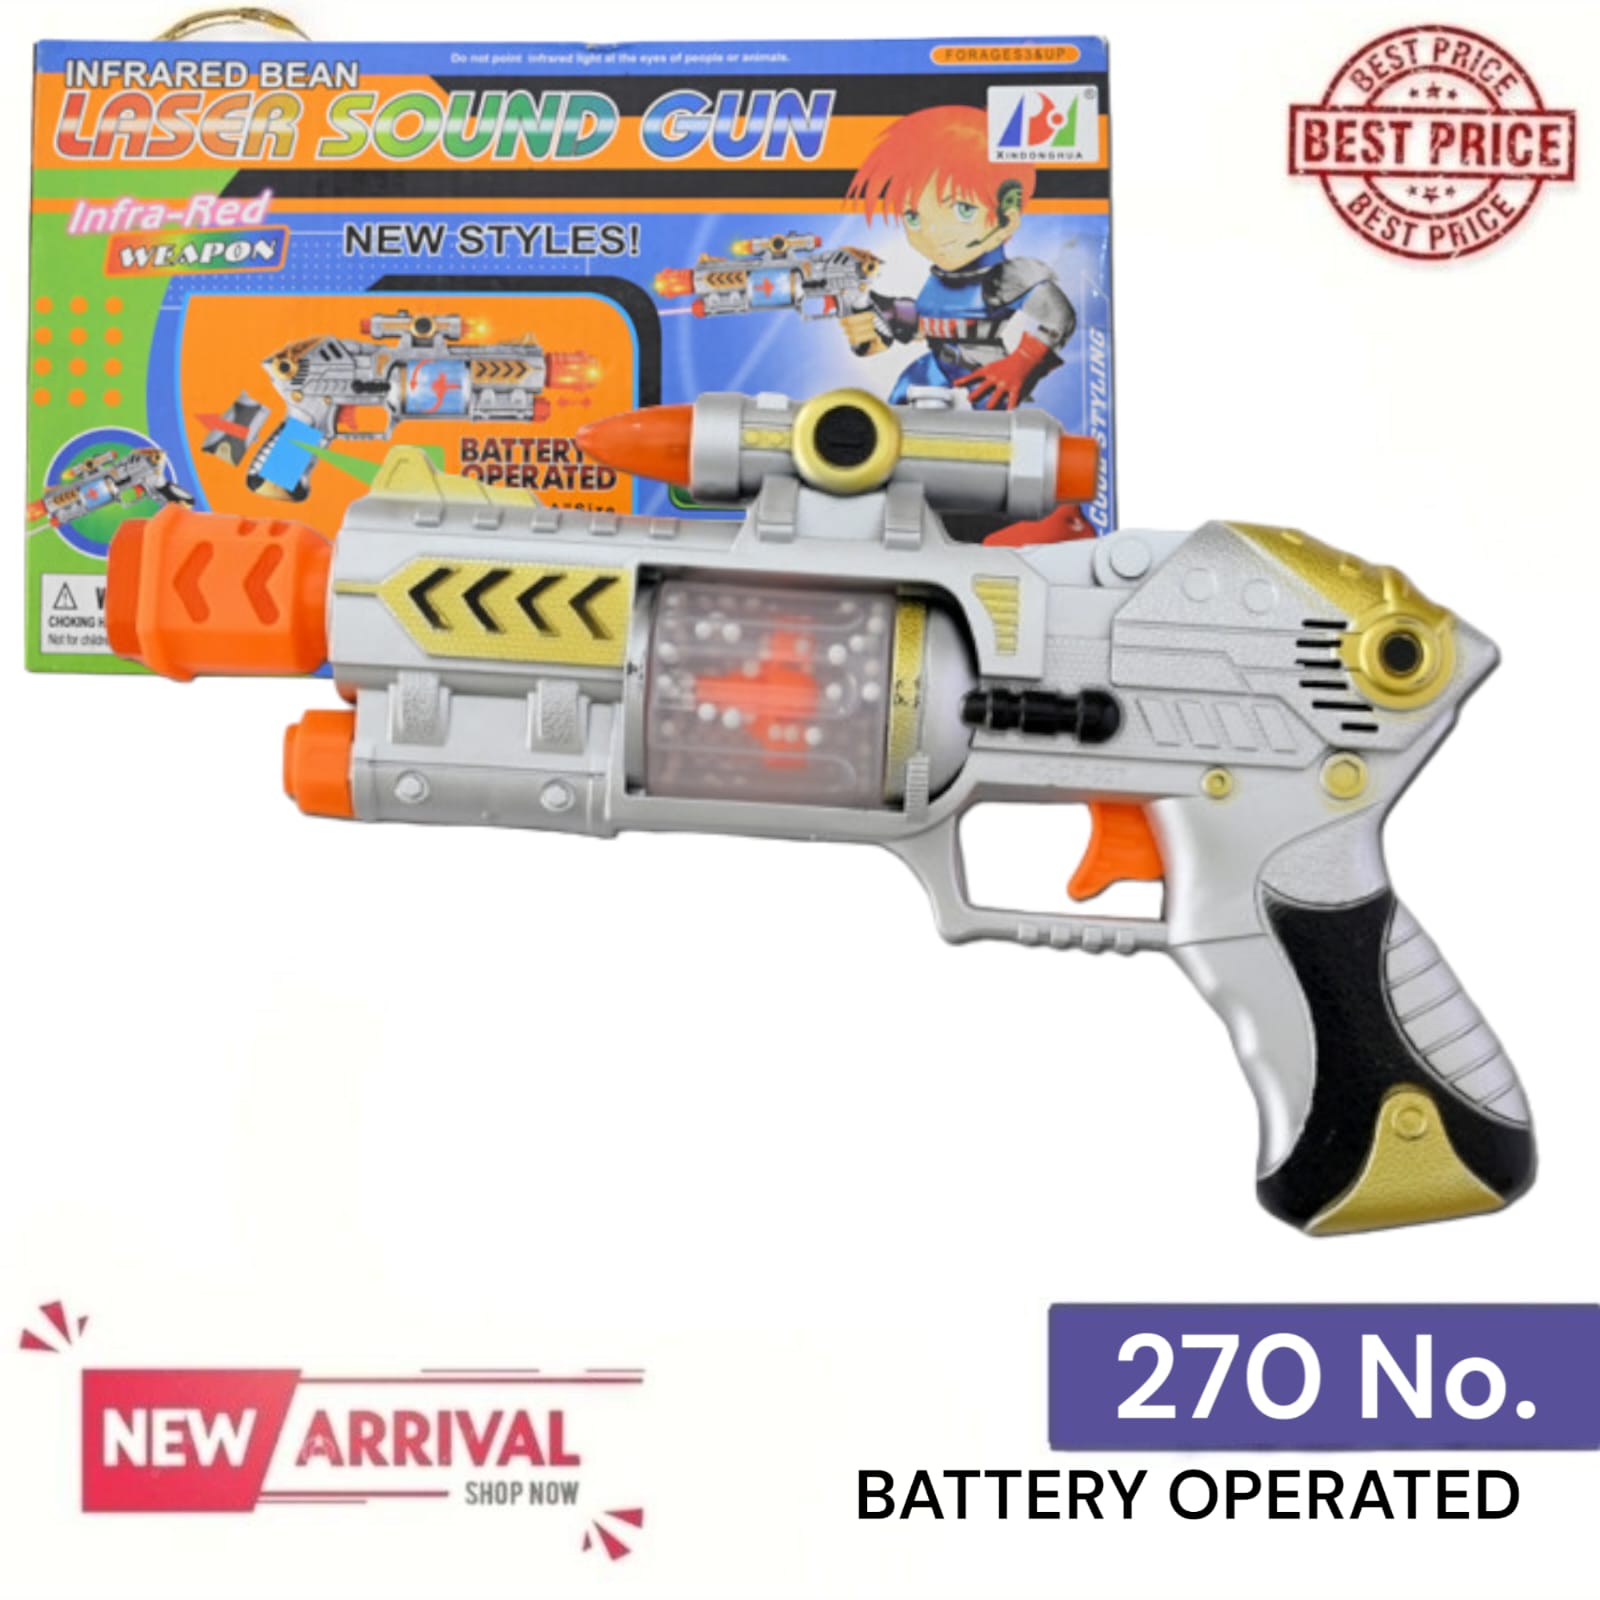 Do not point infrared light at the eyes of people or animals.
FORAGES3&UP
INFRARED BEAN
LASER SOUND GUN
XINDONGHUA
Infra-Red
WEAPON
NEW STYLES!
BATTERY
OPERATED
CHOKING
Not for
BEST PRICE
BEST PRICE
BEST PRICE
NEW ARRIVAL
SHOP NOW
270 No.
BATTERY OPERATED